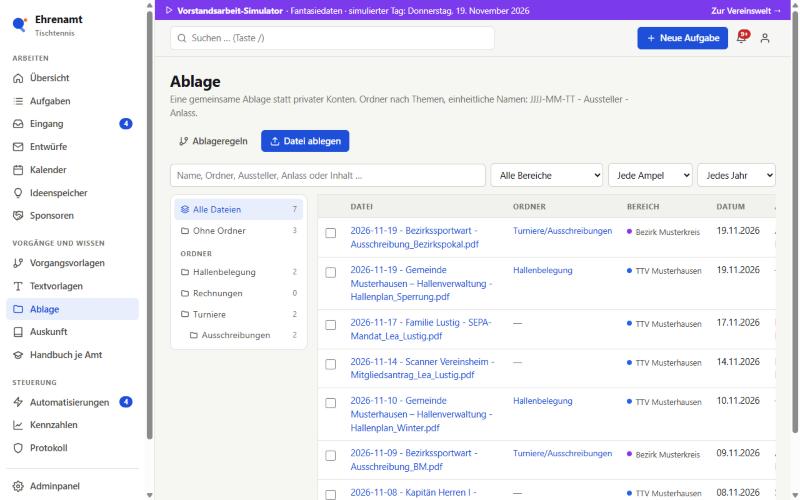 Ehrenamt
Tischtennis
ARBEITEN
Übersicht
Aufgaben
Eingang 4
Entwürfe
Kalender
Ideenspeicher
Sponsoren
VORGÄNGE UND WISSEN
Vorgangsvorlagen
Textvorlagen
Ablage
Auskunft
Handbuch je Amt
STEUERUNG
Automatisierungen 4
Kennzahlen
Protokoll
Adminpanel
Vorstandsarbeit-Simulator · Fantasiedaten · simulierter Tag: Donnerstag, 19. November 2026 Zur Vereinswelt →
Suchen … (Taste /) Neue Aufgabe 9+
Ablage
Eine gemeinsame Ablage statt privater Konten. Ordner nach Themen, einheitliche Namen: JJJJ-MM-TT - Aussteller -
Anlass.
Ablageregeln Datei ablegen
Name, Ordner, Aussteller, Anlass oder Inhalt … Alle Bereiche Jede Ampel Jedes Jahr
Alle Dateien 7
Ohne Ordner 3
ORDNER
Hallenbelegung 2
Rechnungen 0
Turniere 2
Ausschreibungen 2
DATEI ORDNER BEREICH DATUM
2026-11-19 - Bezirkssportwart - Turniere/Ausschreibungen Bezirk Musterkreis 19.11.2026
Ausschreibung_Bezirkspokal.pdf
2026-11-19 - Gemeinde Hallenbelegung TTV Musterhausen 19.11.2026
Musterhausen – Hallenverwaltung -
Hallenplan_Sperrung.pdf
2026-11-17 - Familie Lustig - SEPA- — TTV Musterhausen 17.11.2026
Mandat_Lea_Lustig.pdf
2026-11-14 - Scanner Vereinsheim - — TTV Musterhausen 14.11.2026
Mitgliedsantrag_Lea_Lustig.pdf
2026-11-10 - Gemeinde Hallenbelegung TTV Musterhausen 10.11.2026
Musterhausen – Hallenverwaltung -
Hallenplan_Winter.pdf
2026-11-09 - Bezirkssportwart - Turniere/Ausschreibungen Bezirk Musterkreis 09.11.2026
Ausschreibung_BM.pdf
2026-11-08 - Kapitän Herren I - — TTV Musterhausen 08.11.2026